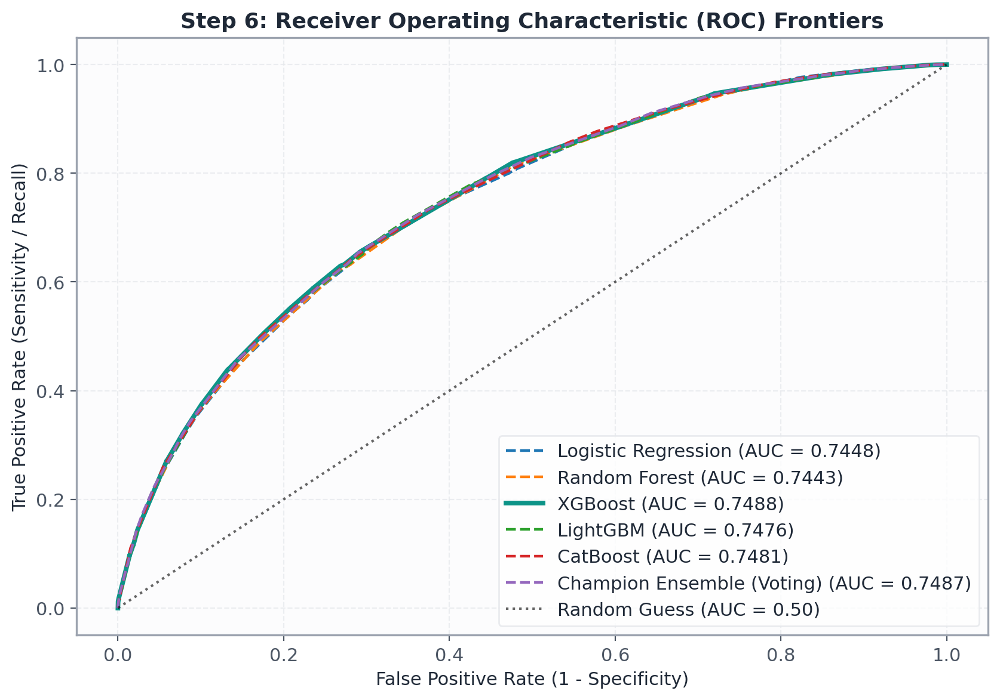 Step 6: Receiver Operating Characteristic (ROC) Frontiers
True Positive Rate (Sensitivity / Recall)
1.0
0.8
0.6
0.4
0.2
0.0
Logistic Regression (AUC = 0.7448)
Random Forest (AUC = 0.7443)
XGBoost (AUC = 0.7488)
LightGBM (AUC = 0.7476)
CatBoost (AUC = 0.7481)
Champion Ensemble (Voting) (AUC = 0.7487)
Random Guess (AUC = 0.50)
0.0 0.2 0.4 0.6 0.8 1.0
False Positive Rate (1 - Specificity)